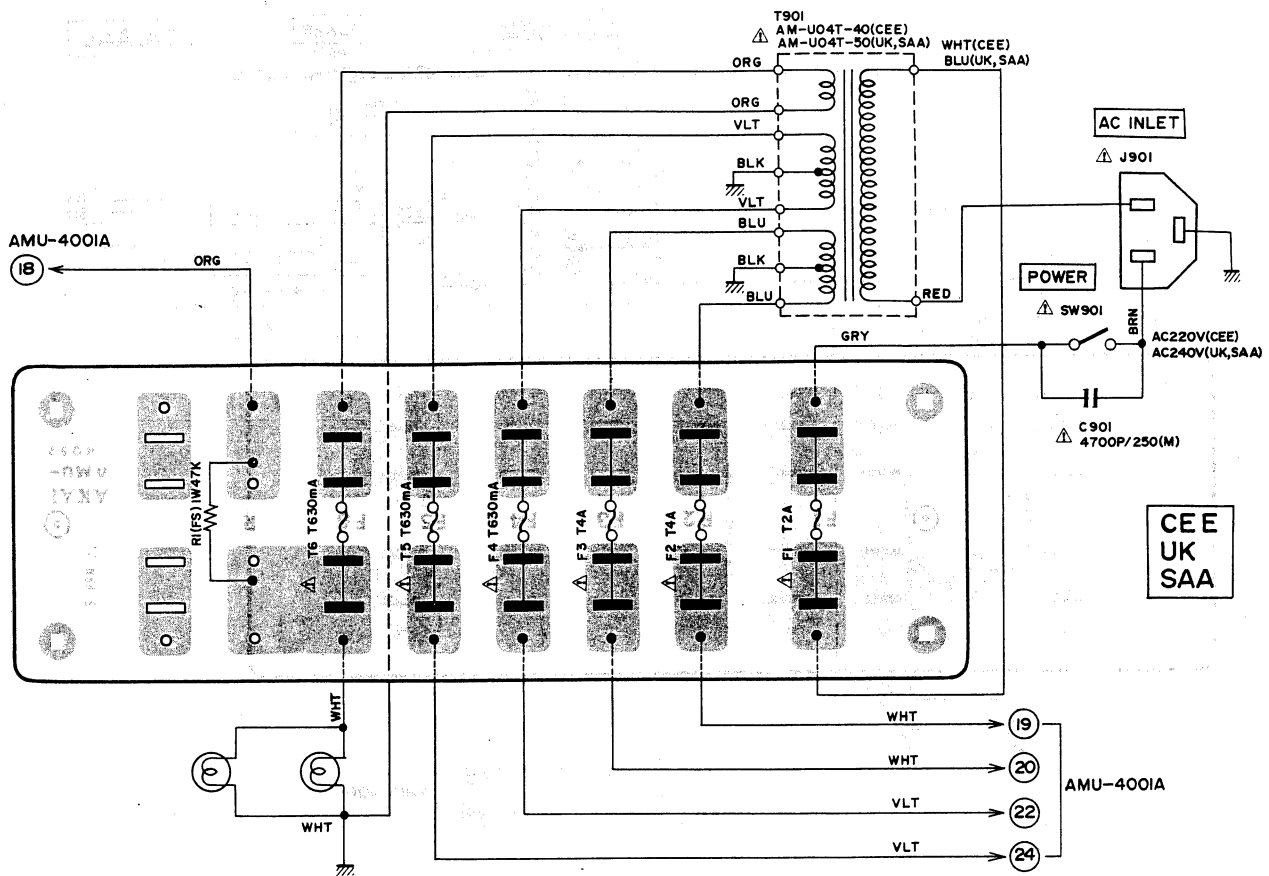 T901
AM-U04T-40(CEE)
AM-U04T-50(UK,SAA)
WHT(CEE)
BLU(UK,SAA)
ORG
ORG
VLT
BLK
VLT
BLU
BLK
BLU
RED
AC INLET
J901
AMU-4001A
18
ORG
POWER
SW901
BRN
GRY
AC220V(CEE)
AC240V(UK,SAA)
C901
4700P/250(M)
R1(FS) 1W47K
T6 T630mA
T5 T630mA
F4 T630mA
F3 T4A
F2 T4A
F1 T2A
CEE
UK
SAA
WHT
WHT
WHT
19
WHT
20
VLT
22
VLT
24
AMU-4001A